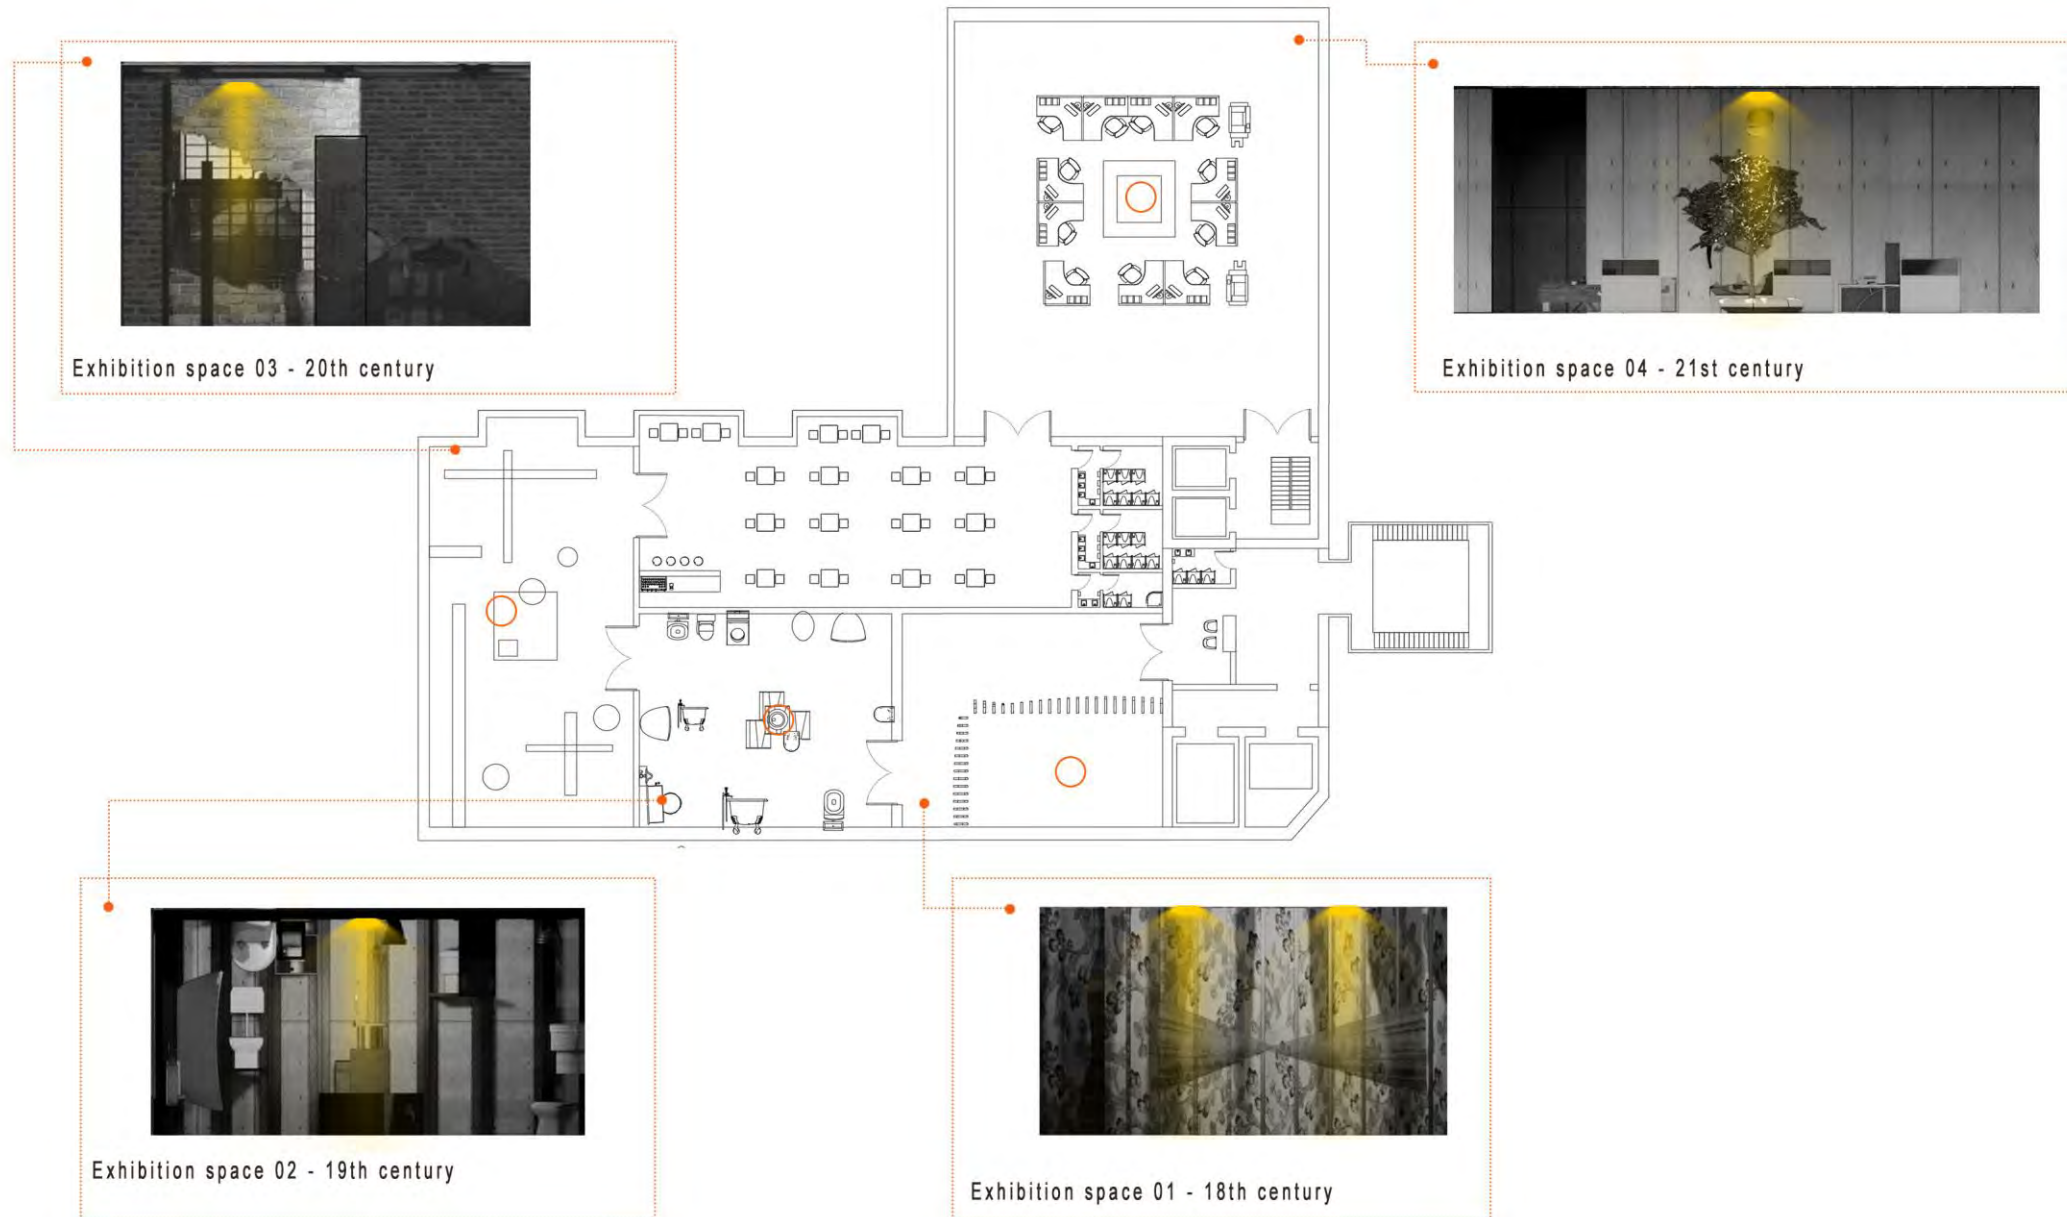 Exhibition space 03 - 20th century
Exhibition space 04 - 21st century
Exhibition space 02 - 19th century
Exhibition space 01 - 18th century